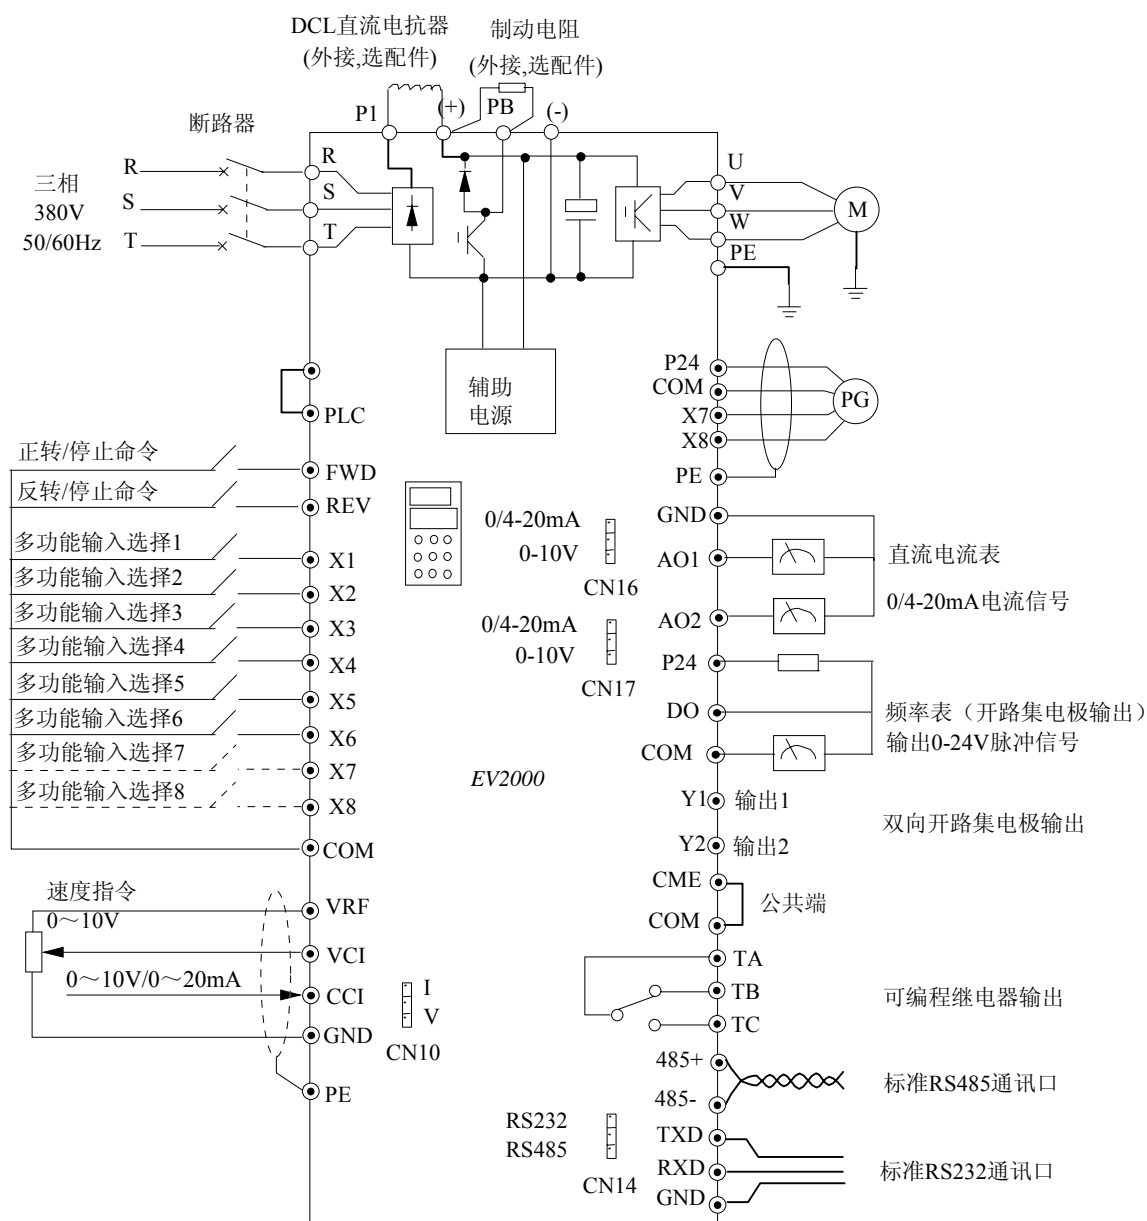 DCL直流电抗器
(外接,选配件)
制动电阻
(外接,选配件)
P1
(+)
PB
(-)
断路器
三相
380V
50/60Hz
R
S
T
R
S
T
U
V
W
PE
M
辅助
电源
PLC
正转/停止命令
FWD
反转/停止命令
REV
多功能输入选择1
X1
多功能输入选择2
X2
多功能输入选择3
X3
多功能输入选择4
X4
多功能输入选择5
X5
多功能输入选择6
X6
多功能输入选择7
X7
多功能输入选择8
X8
COM
速度指令
0～10V
VRF
VCI
0～10V/0～20mA
CCI
GND
PE
I
V
CN10
0/4-20mA
0-10V
CN16
0/4-20mA
0-10V
CN17
EV2000
RS232
RS485
CN14
P24
COM
X7
X8
PE
PG
GND
AO1
AO2
直流电流表
0/4-20mA电流信号
P24
DO
COM
频率表（开路集电极输出）
输出0-24V脉冲信号
Y1
输出1
Y2
输出2
双向开路集电极输出
CME
COM
公共端
TA
TB
TC
可编程继电器输出
485+
485-
标准RS485通讯口
TXD
RXD
GND
标准RS232通讯口